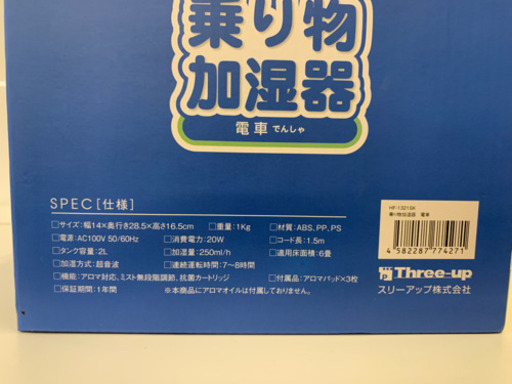 乗り物
加湿器
電車 でんしゃ
SPEC［仕様］
□サイズ：幅14×奥行き28.5×高さ16.5cm □重量：1Kg □材質：ABS、PP、PS
□電源：AC100V 50/60Hz □消費電力：20W □コード長：1.5m
□タンク容量：2L □加湿量：250ml/h □適用床面積：6畳
□加湿方式：超音波 □連続運転時間：7〜8時間
□機能：アロマ対応、ミスト無段階調節、抗菌カートリッジ □付属品：アロマパッド×3枚
□保証期間：1年間 ※本商品にアロマオイルは付属しておりません。
乗り物加湿器 電車
4 582287 774271
Three-up
スリーアップ株式会社